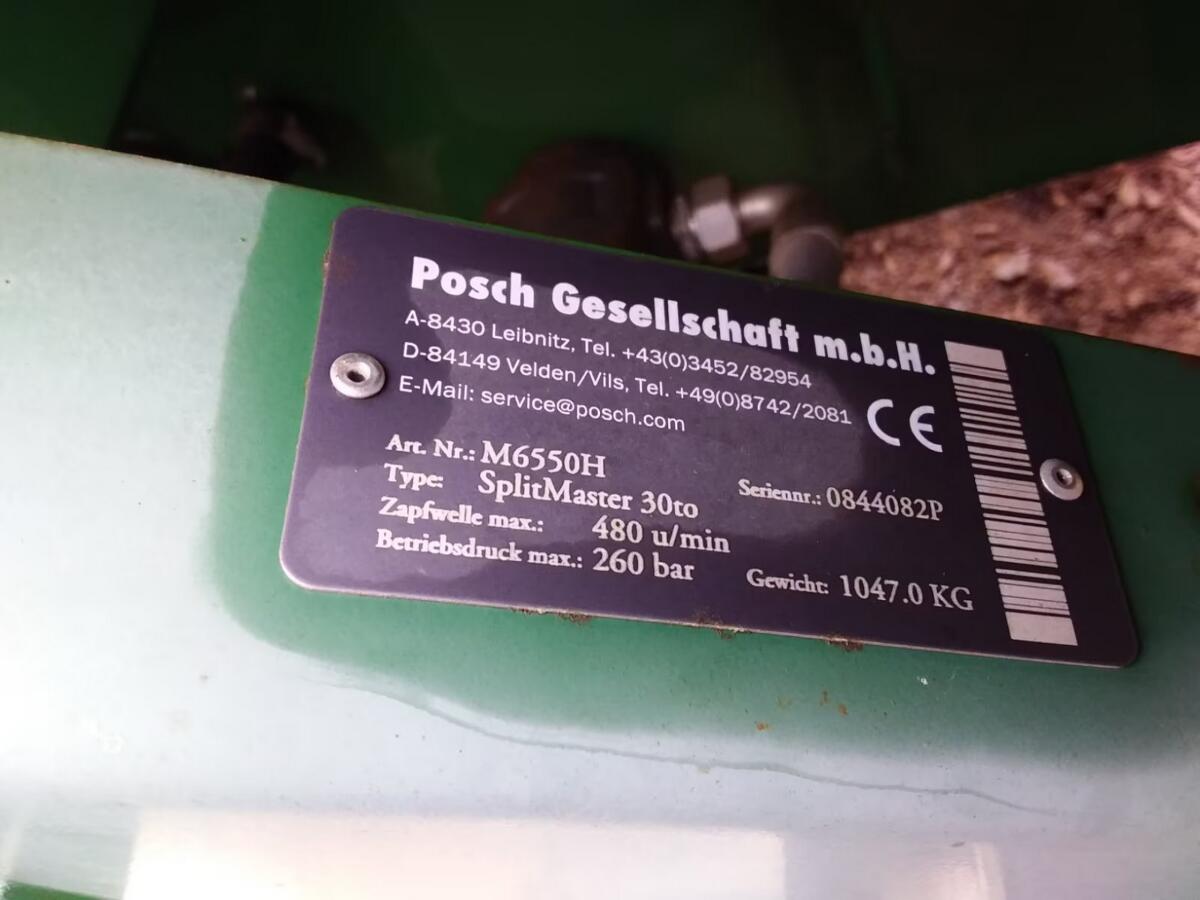 Posch Gesellschaft m.b.H.
A-8430 Leibnitz, Tel. +43(0)3452/82954
D-84149 Velden/Vils, Tel. +49(0)8742/2081
E-Mail: service@posch.com
CE
Art. Nr.: M6550H
Type: SplitMaster 30to
Seriennr.: 0844082P
Zapfwelle max.: 480 u/min
Betriebsdruck max.: 260 bar
Gewicht: 1047.0 KG